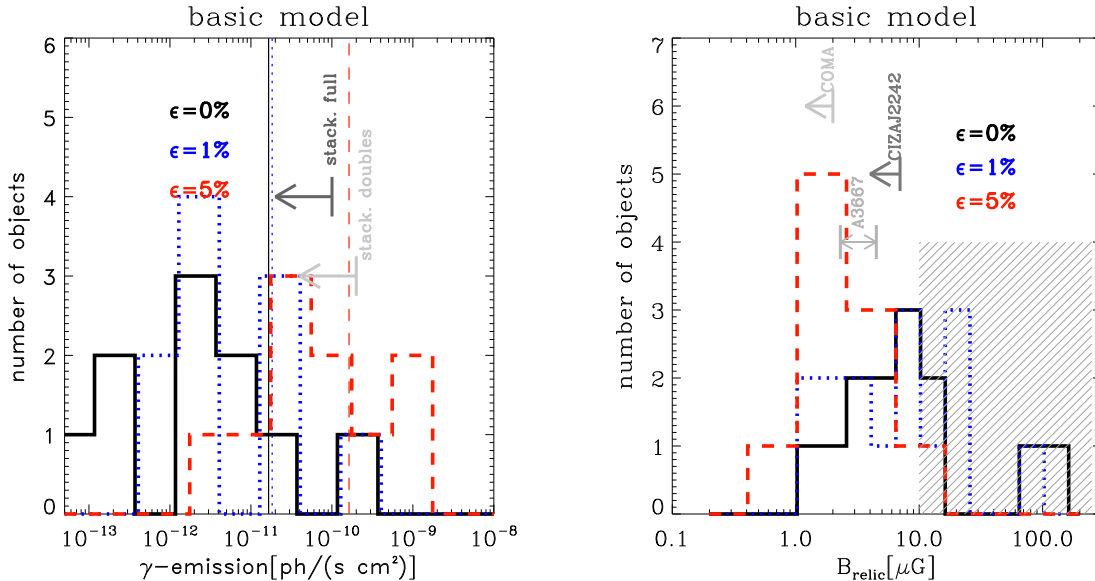 basic model
6
5
4
3
2
1
0
number of objects
ϵ=0%
ϵ=1%
ϵ=5%
stack. full
stack. doubles
10⁻¹³ 10⁻¹² 10⁻¹¹ 10⁻¹⁰ 10⁻⁹ 10⁻⁸
γ-emission[ph/(s cm²)]
basic model
7
6
5
4
3
2
1
0
number of objects
COMA
CIZAJ2242
A3667
ϵ=0%
ϵ=1%
ϵ=5%
0.1 1.0 10.0 100.0
B_relic[μG]